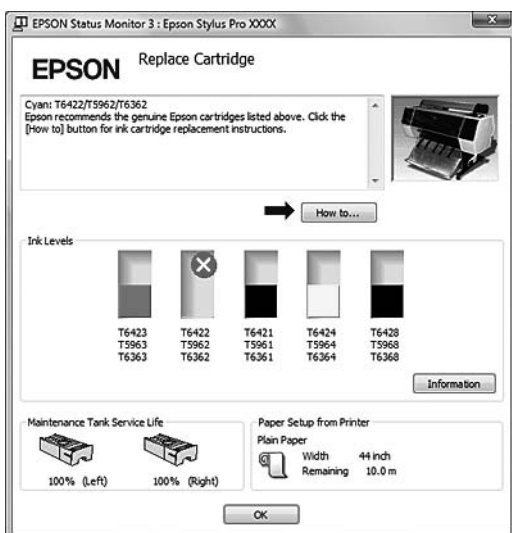 EPSON Status Monitor 3 : Epson Stylus Pro XXXX
EPSON
Replace Cartridge
Cyan: T6422/T5962/T6362
Epson recommends the genuine Epson cartridges listed above. Click the
[How to] button for ink cartridge replacement instructions.
How to...
Ink Levels
T6423 T6422 T6421 T6424 T6428
T5963 T5962 T5961 T5964 T5968
T6363 T6362 T6361 T6364 T6368
Information
Maintenance Tank Service Life
100% (Left) 100% (Right)
Paper Setup from Printer
Plain Paper
Width 44 inch
Remaining 10.0 m
OK